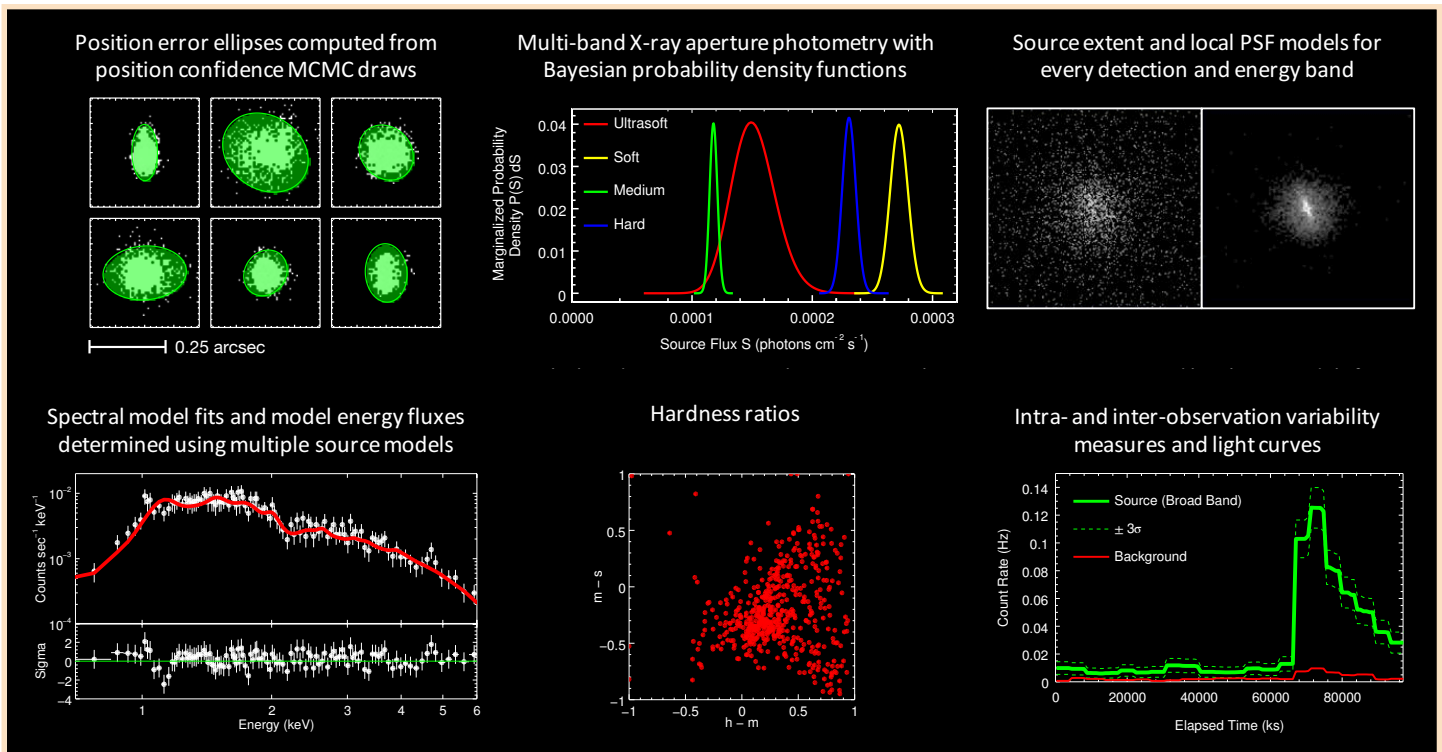 Position error ellipses computed from
position confidence MCMC draws
0.25 arcsec
Multi-band X-ray aperture photometry with
Bayesian probability density functions
Marginalized Probability
Density P(S) dS
0.04
0.03
0.02
0.01
0
Ultrasoft
Soft
Medium
Hard
0.0000
0.0001
0.0002
0.0003
Source Flux S (photons cm⁻² s⁻¹)
Source extent and local PSF models for
every detection and energy band
Spectral model fits and model energy fluxes
determined using multiple source models
Counts sec⁻¹ keV⁻¹
10⁻²
10⁻³
10⁻⁴
Sigma
2
0
−2
−4
1
2
3
4
5
6
Energy (keV)
Hardness ratios
m − s
1
0.5
0
−0.5
−1
−1
−0.5
0
0.5
1
h − m
Intra- and inter-observation variability
measures and light curves
Count Rate (Hz)
0.14
0.12
0.1
0.08
0.06
0.04
0.02
0
Source (Broad Band)
± 3σ
Background
0
20000
40000
60000
80000
Elapsed Time (ks)